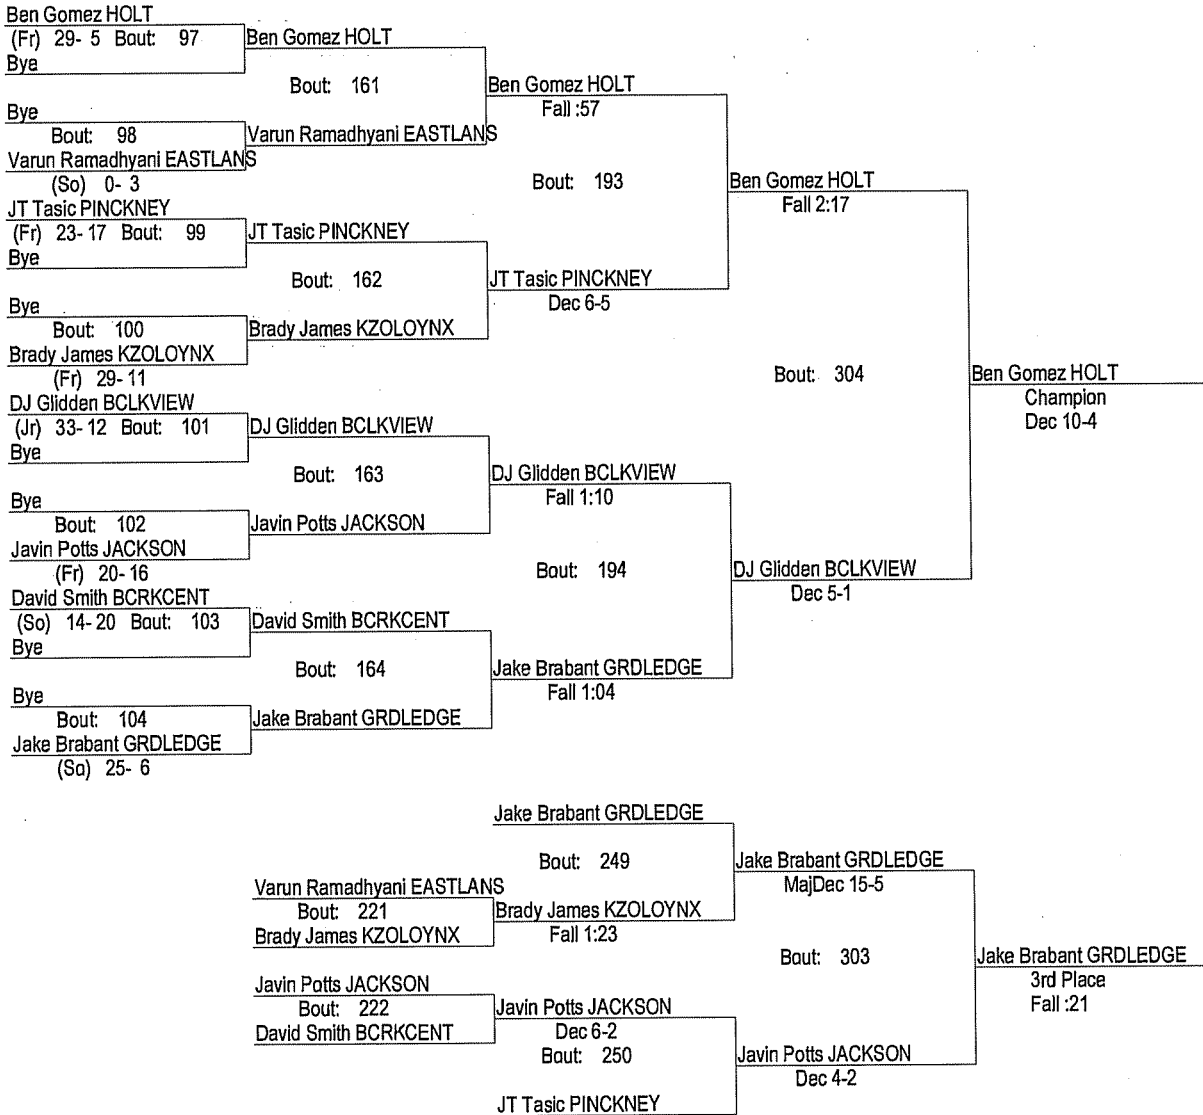 Ben Gomez HOLT
(Fr) 29- 5 Bout: 97
Bye
Bye
Bout: 98
Varun Ramadhyani EASTLANS
(So) 0- 3
JT Tasic PINCKNEY
(Fr) 23- 17 Bout: 99
Bye
Bye
Bout: 100
Brady James KZOLOYNX
(Fr) 29- 11
DJ Glidden BCLKVIEW
(Jr) 33- 12 Bout: 101
Bye
Bye
Bout: 102
Javin Potts JACKSON
(Fr) 20- 16
David Smith BCRKCENT
(So) 14- 20 Bout: 103
Bye
Bye
Bout: 104
Jake Brabant GRDLEDGE
(So) 25- 6
Ben Gomez HOLT
Bout: 161
Varun Ramadhyani EASTLANS
JT Tasic PINCKNEY
Bout: 162
Brady James KZOLOYNX
DJ Glidden BCLKVIEW
Bout: 163
Javin Potts JACKSON
David Smith BCRKCENT
Bout: 164
Jake Brabant GRDLEDGE
Ben Gomez HOLT
Fall :57
Bout: 193
JT Tasic PINCKNEY
Dec 6-5
DJ Glidden BCLKVIEW
Fall 1:10
Bout: 194
Jake Brabant GRDLEDGE
Fall 1:04
Ben Gomez HOLT
Fall 2:17
Bout: 304
DJ Glidden BCLKVIEW
Dec 5-1
Ben Gomez HOLT
Champion
Dec 10-4
Varun Ramadhyani EASTLANS
Bout: 221
Brady James KZOLOYNX
Javin Potts JACKSON
Bout: 222
David Smith BCRKCENT
Jake Brabant GRDLEDGE
Bout: 249
Brady James KZOLOYNX
Fall 1:23
Javin Potts JACKSON
Dec 6-2
Bout: 250
JT Tasic PINCKNEY
Jake Brabant GRDLEDGE
MajDec 15-5
Bout: 303
Javin Potts JACKSON
Dec 4-2
Jake Brabant GRDLEDGE
3rd Place
Fall :21